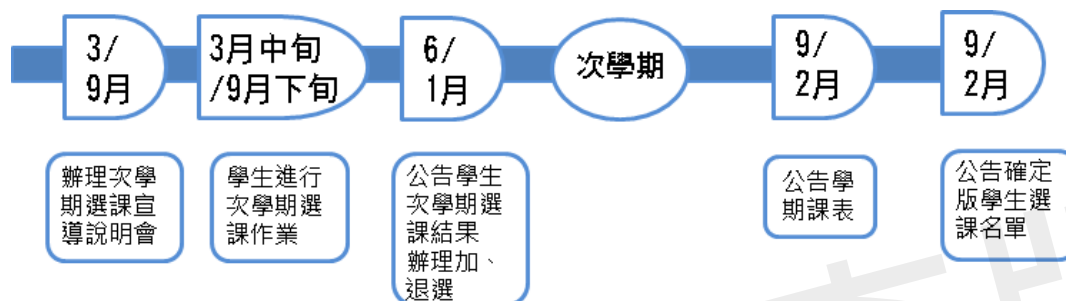 3/
9月
3月中旬
/9月下旬
6/
1月
次學期
9/
2月
9/
2月
辦理次學
期選課宣
導說明會
學生進行
次學期選
課作業
公告學生
次學期選
課結果
辦理加、
退選
公告學
期課表
公告確定
版學生選
課名單